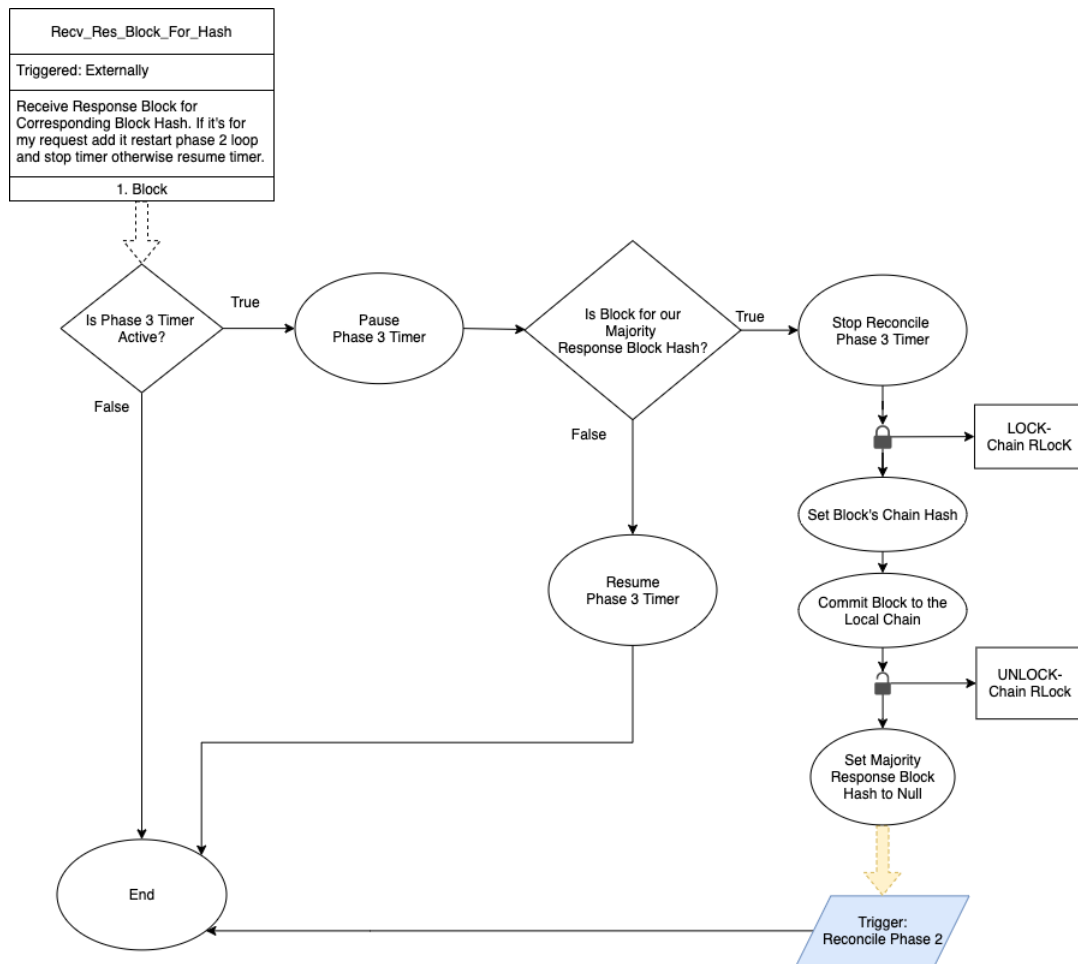 Recv_Res_Block_For_Hash
Triggered: Externally
Receive Response Block for
Corresponding Block Hash. If it's for
my request add it restart phase 2 loop
and stop timer otherwise resume timer.
1. Block
Is Phase 3 Timer
Active?
True
False
Pause
Phase 3 Timer
Is Block for our
Majority
Response Block Hash?
True
False
Stop Reconcile
Phase 3 Timer
LOCK-
Chain RLocK
Set Block's Chain Hash
Resume
Phase 3 Timer
Commit Block to the
Local Chain
UNLOCK-
Chain RLock
Set Majority
Response Block
Hash to Null
End
Trigger:
Reconcile Phase 2